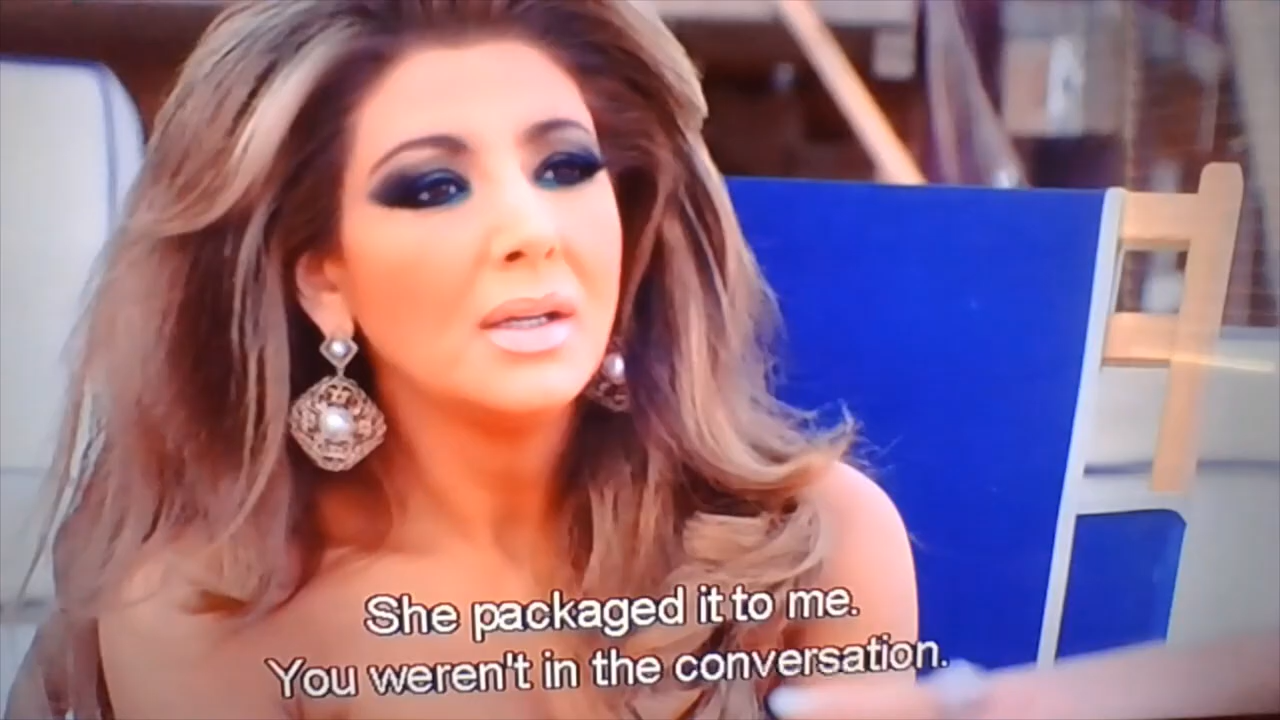 She packaged it to me.
You weren't in the conversation.